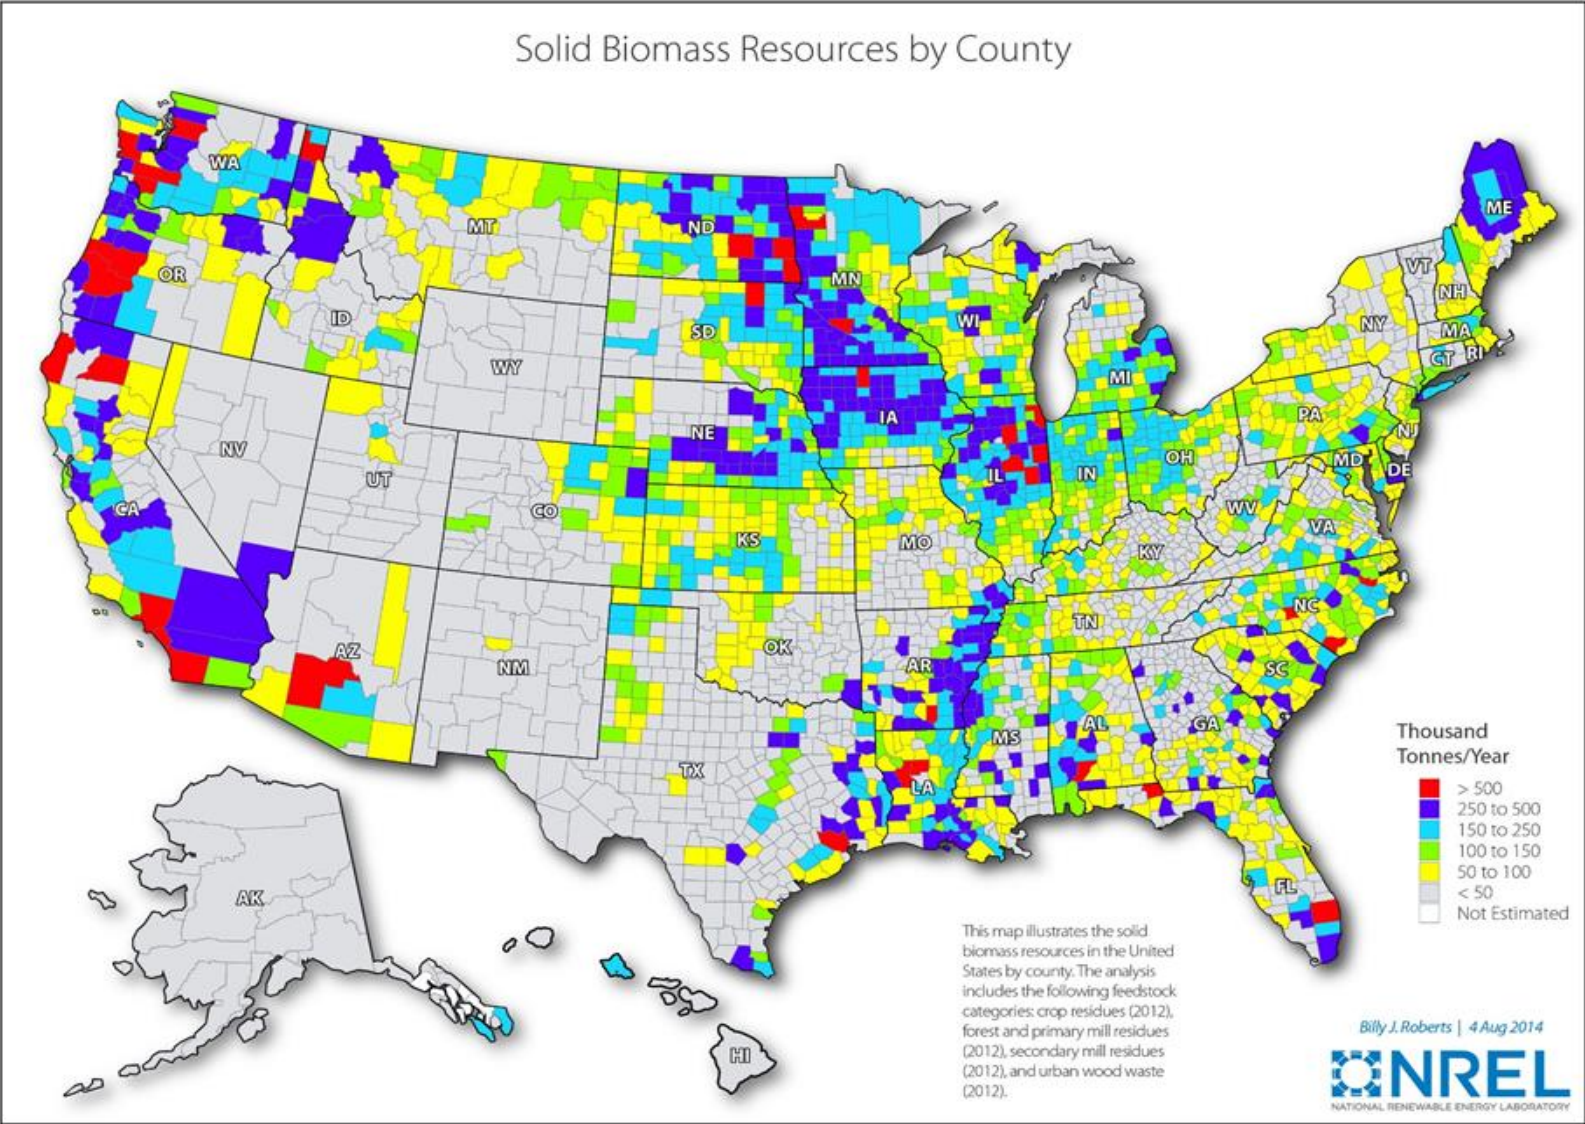 Solid Biomass Resources by County
WA
MT
ND
MN
ME
OR
ID
SD
WI
VT
NH
NY
MA
CT RI
WY
MI
IA
PA
NJ
NE
NV
UT
CO
IL
IN
OH
MD
DE
WV
VA
CA
KS
MO
KY
NC
TN
AZ
NM
OK
AR
SC
MS
AL
GA
TX
LA
FL
AK
HI
Thousand
Tonnes/Year
> 500
250 to 500
150 to 250
100 to 150
50 to 100
< 50
Not Estimated
This map illustrates the solid
biomass resources in the United
States by county. The analysis
includes the following feedstock
categories: crop residues (2012),
forest and primary mill residues
(2012), secondary mill residues
(2012), and urban wood waste
(2012).
Billy J. Roberts | 4 Aug 2014
NREL
NATIONAL RENEWABLE ENERGY LABORATORY